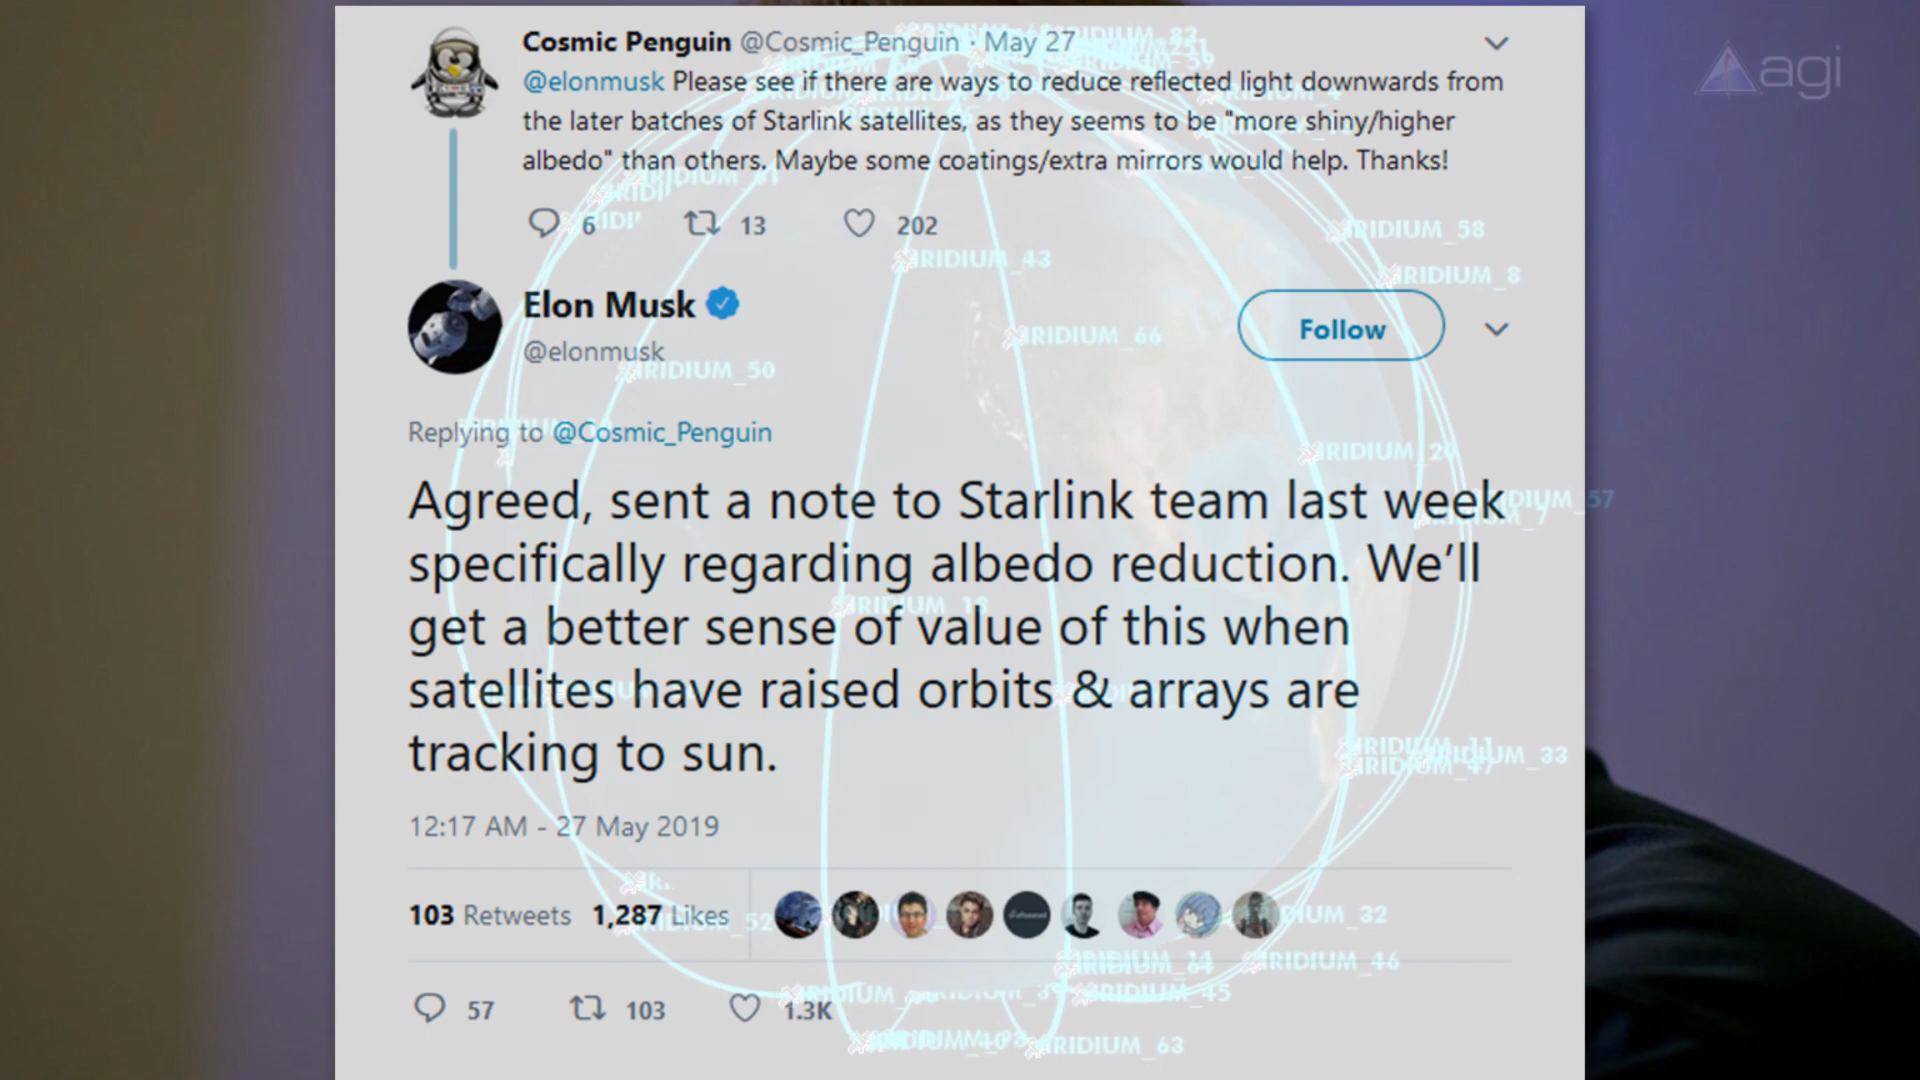 Cosmic Penguin @Cosmic_Penguin · May 27
agi
@elonmusk Please see if there are ways to reduce reflected light downwards from
the later batches of Starlink satellites, as they seems to be "more shiny/higher
albedo" than others. Maybe some coatings/extra mirrors would help. Thanks!
6 13 202
IRIDIUM_58
IRIDIUM_43
IRIDIUM_8
Elon Musk
Follow
IRIDIUM_66
@elonmusk
IRIDIUM_50
Replying to @Cosmic_Penguin
IRIDIUM_20
Agreed, sent a note to Starlink team last week
specifically regarding albedo reduction. We'll
IRIDIUM_18
get a better sense of value of this when
satellites have raised orbits & arrays are
tracking to sun.
12:17 AM - 27 May 2019
103 Retweets 1,287 Likes
IRIDIUM_46
IRIDIUM_45
57 103 1.3K
IRIDIUM_63